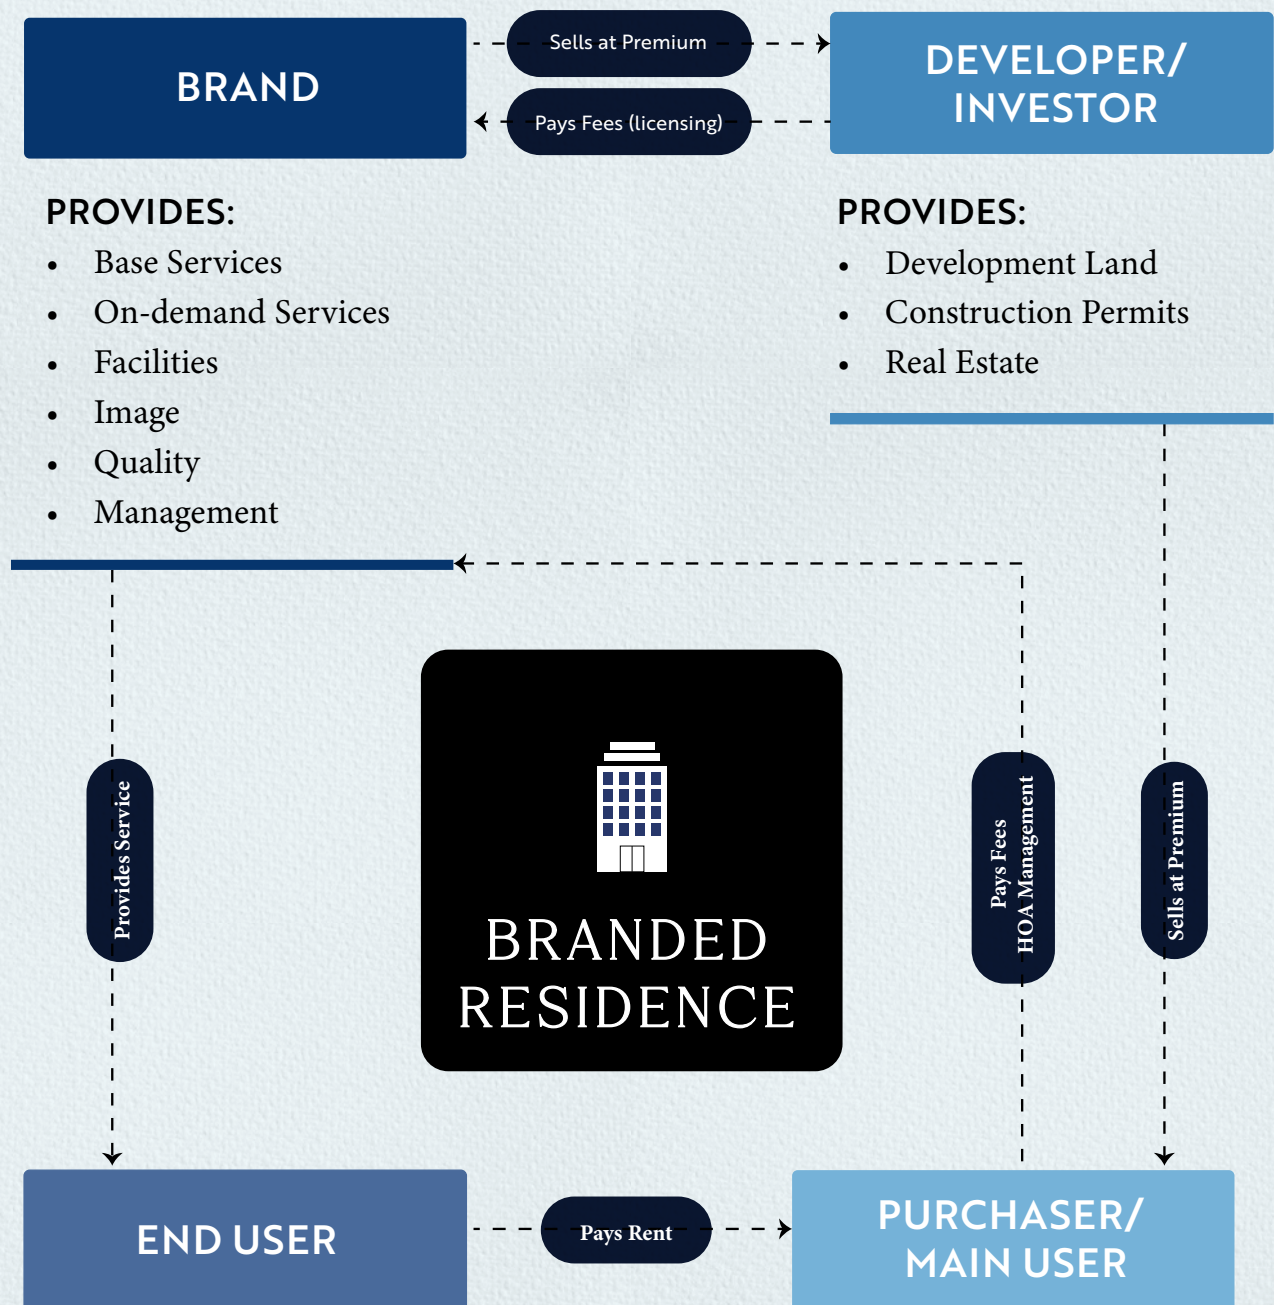 BRAND
Sells at Premium
Pays Fees (licensing)
DEVELOPER/
INVESTOR
PROVIDES:
• Base Services
• On-demand Services
• Facilities
• Image
• Quality
• Management
PROVIDES:
• Development Land
• Construction Permits
• Real Estate
Provides Service
BRANDED
RESIDENCE
Pays Fees
HOA Management
Sells at Premium
END USER
Pays Rent
PURCHASER/
MAIN USER